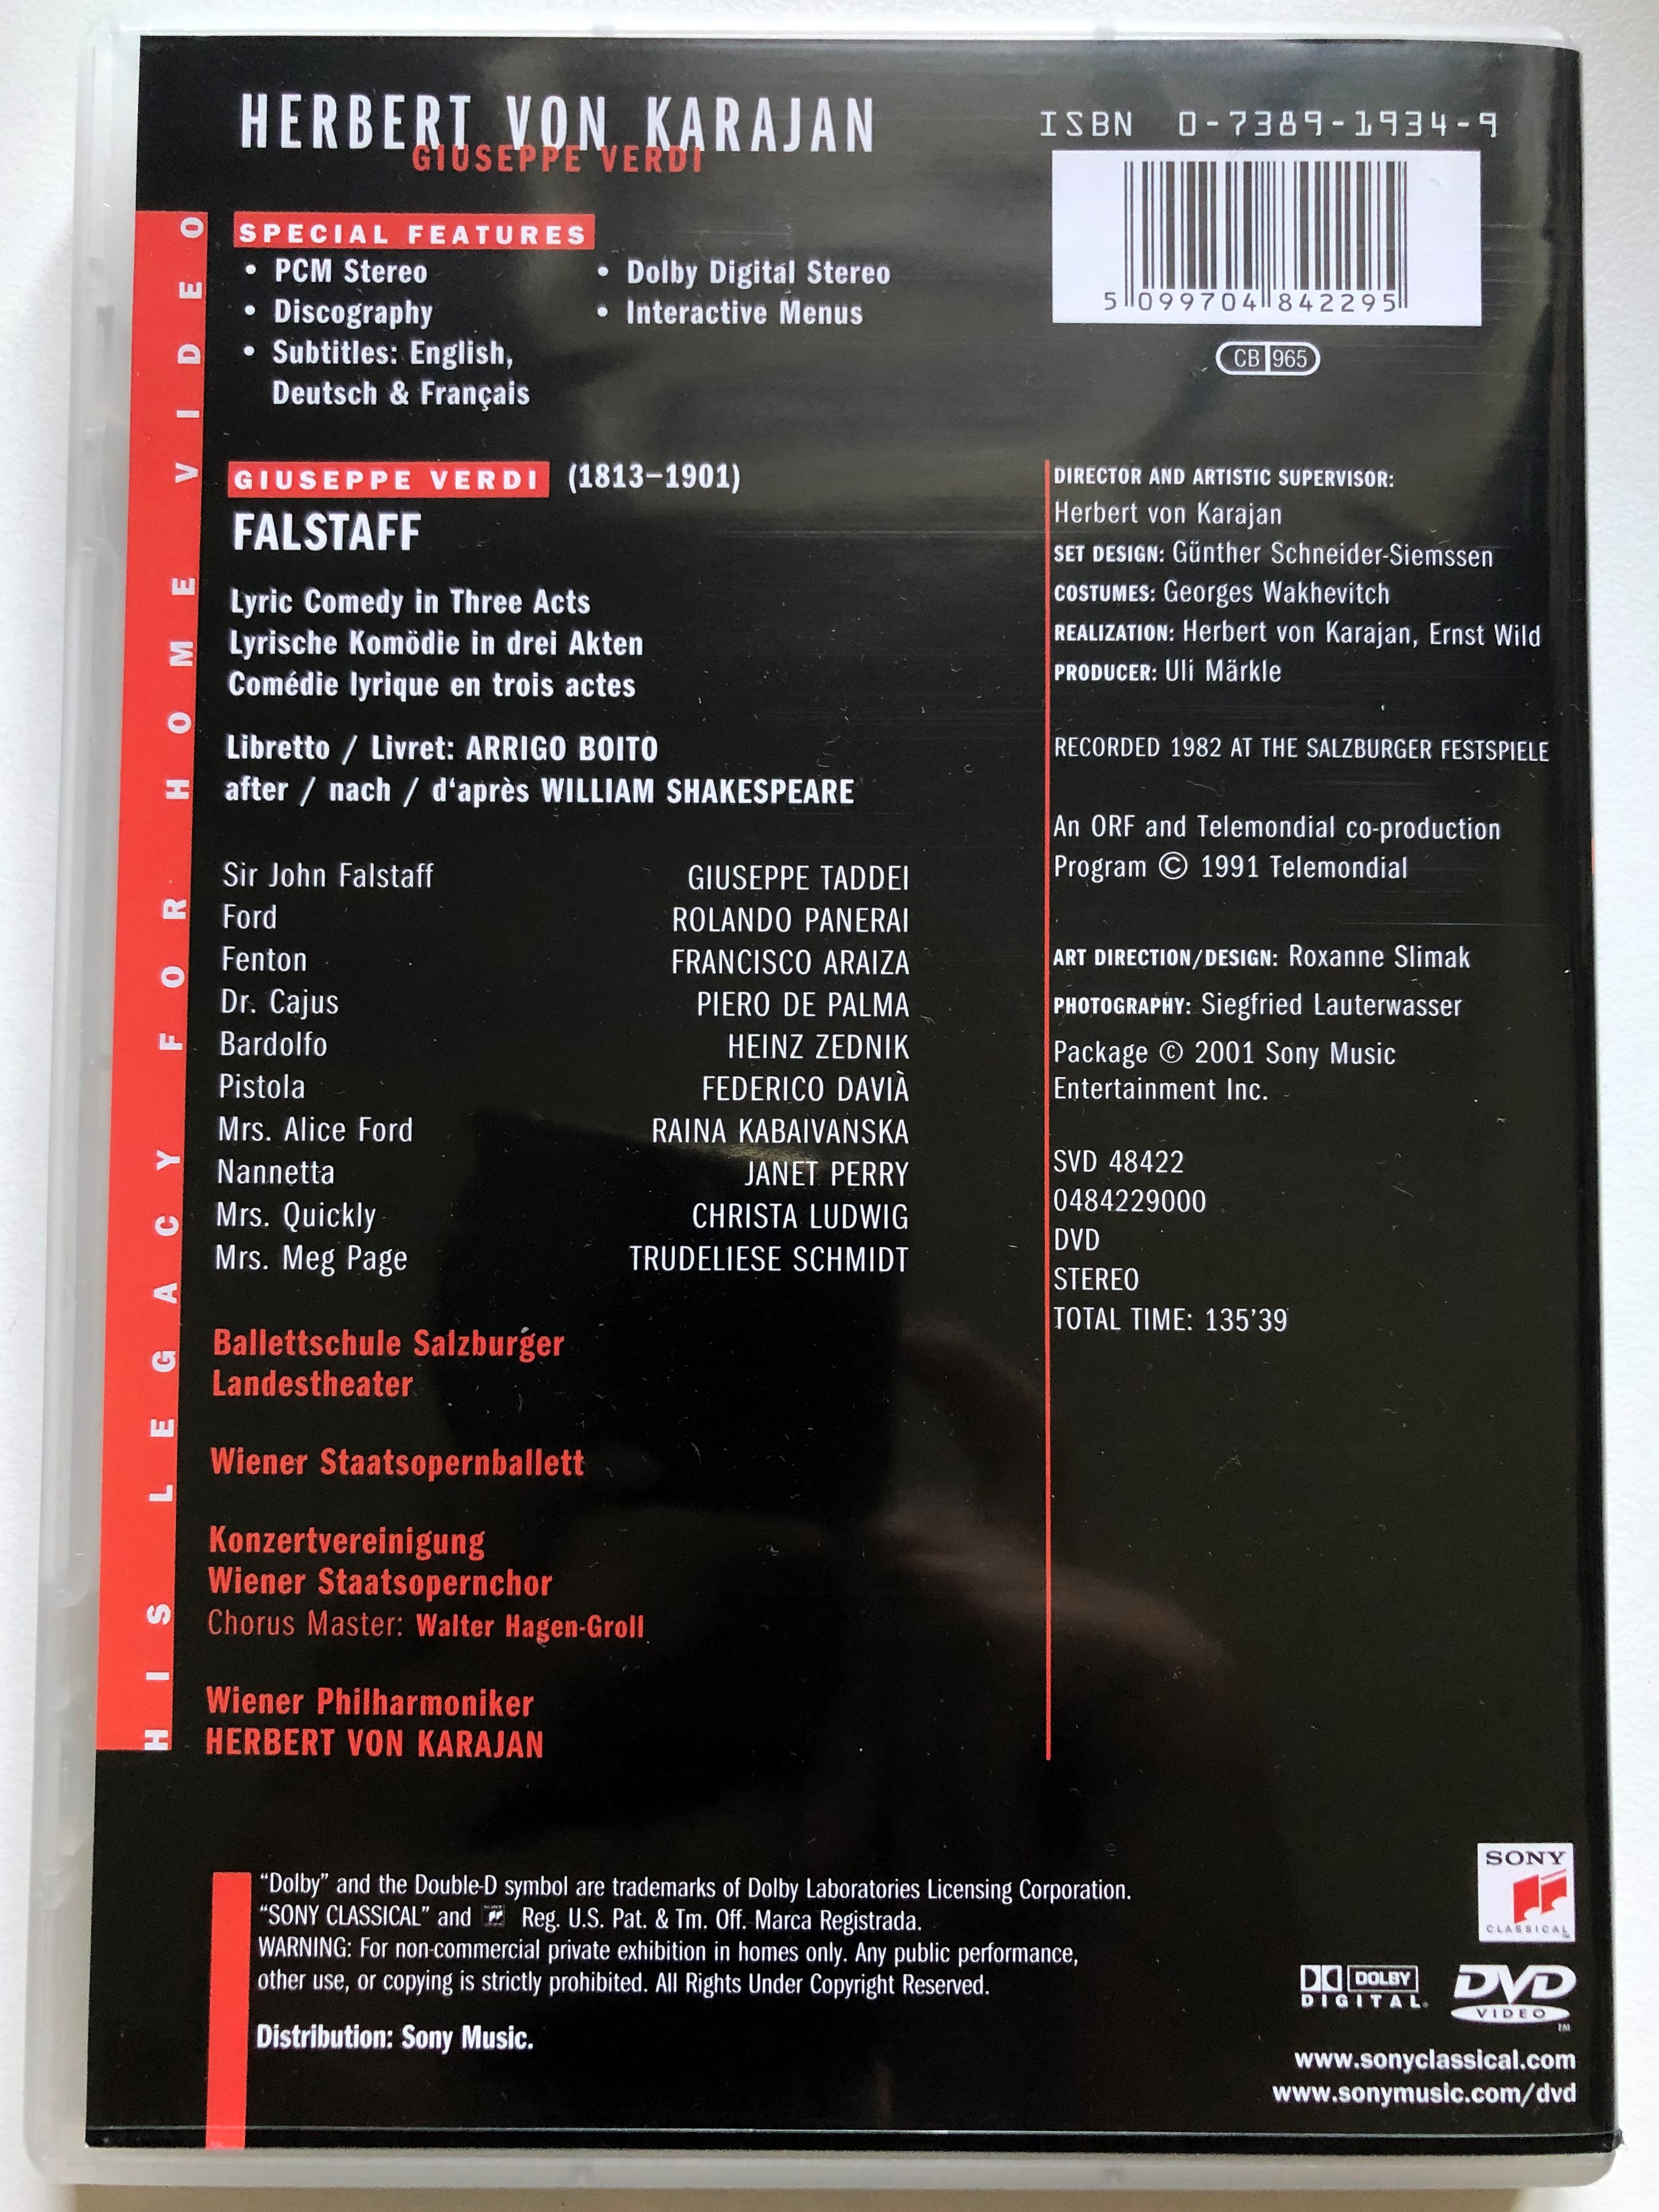 HERBERT VON KARAJAN
GIUSEPPE VERDI
ISBN 0-7389-1934-9
5 099704 842295
CB 965
HIS LEGACY FOR HOME VIDEO
SPECIAL FEATURES
• PCM Stereo
• Discography
• Subtitles: English,
Deutsch & Français
• Dolby Digital Stereo
• Interactive Menus
GIUSEPPE VERDI (1813–1901)
FALSTAFF
Lyric Comedy in Three Acts
Lyrische Komödie in drei Akten
Comédie lyrique en trois actes
Libretto / Livret: ARRIGO BOITO
after / nach / d‘après WILLIAM SHAKESPEARE
Sir John Falstaff GIUSEPPE TADDEI
Ford ROLANDO PANERAI
Fenton FRANCISCO ARAIZA
Dr. Cajus PIERO DE PALMA
Bardolfo HEINZ ZEDNIK
Pistola FEDERICO DAVIÀ
Mrs. Alice Ford RAINA KABAIVANSKA
Nannetta JANET PERRY
Mrs. Quickly CHRISTA LUDWIG
Mrs. Meg Page TRUDELIESE SCHMIDT
Ballettschule Salzburger
Landestheater
Wiener Staatsopernballett
Konzertvereinigung
Wiener Staatsopernchor
Chorus Master: Walter Hagen-Groll
Wiener Philharmoniker
HERBERT VON KARAJAN
DIRECTOR AND ARTISTIC SUPERVISOR:
Herbert von Karajan
SET DESIGN: Günther Schneider-Siemssen
COSTUMES: Georges Wakhevitch
REALIZATION: Herbert von Karajan, Ernst Wild
PRODUCER: Uli Märkle
RECORDED 1982 AT THE SALZBURGER FESTSPIELE
An ORF and Telemondial co-production
Program © 1991 Telemondial
ART DIRECTION/DESIGN: Roxanne Slimak
PHOTOGRAPHY: Siegfried Lauterwasser
Package © 2001 Sony Music
Entertainment Inc.
SVD 48422
0484229000
DVD
STEREO
TOTAL TIME: 135’39
“Dolby” and the Double-D symbol are trademarks of Dolby Laboratories Licensing Corporation.
“SONY CLASSICAL” and Reg. U.S. Pat. & Tm. Off. Marca Registrada.
WARNING: For non-commercial private exhibition in homes only. Any public performance,
other use, or copying is strictly prohibited. All Rights Under Copyright Reserved.
Distribution: Sony Music.
SONY
CLASSICAL
DOLBY
DIGITAL
DVD
VIDEO
TM
www.sonyclassical.com
www.sonymusic.com/dvd